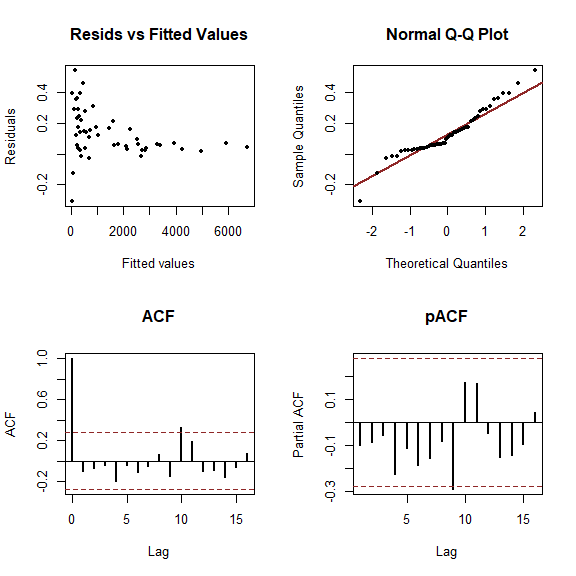 Resids vs Fitted Values
Residuals
-0.2
0.2
0.4
0
2000
4000
6000
Fitted values
Normal Q-Q Plot
Sample Quantiles
-0.2
0.2
0.4
-2
-1
0
1
2
Theoretical Quantiles
ACF
ACF
-0.2
0.2
0.6
1.0
0
5
10
15
Lag
pACF
Partial ACF
-0.3
-0.1
0.1
5
10
15
Lag